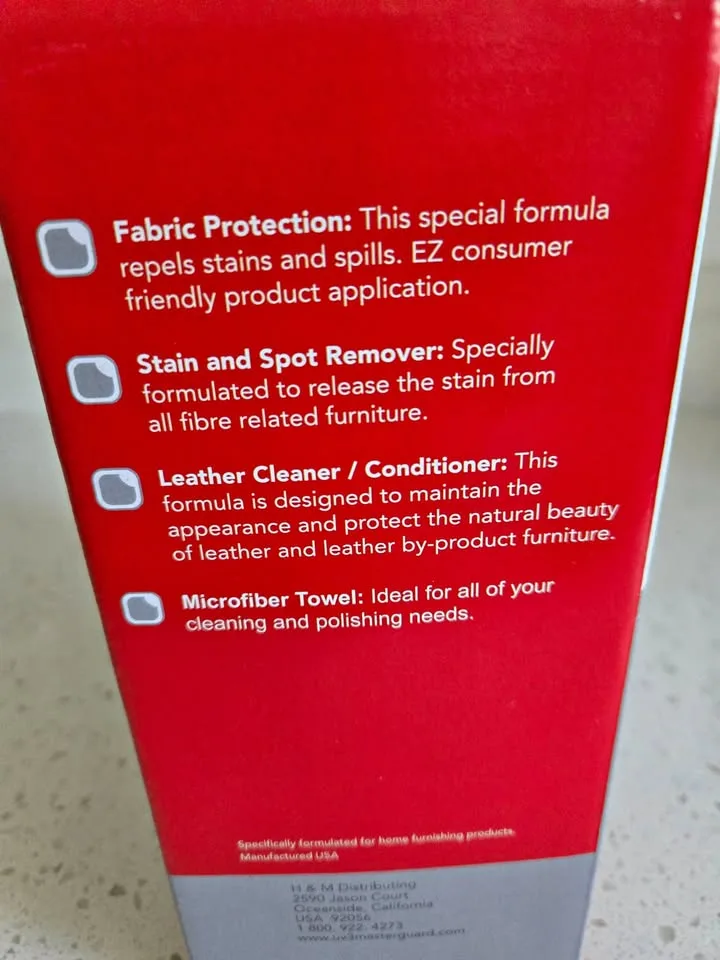 Fabric Protection: This special formula
repels stains and spills. EZ consumer
friendly product application.
Stain and Spot Remover: Specially
formulated to release the stain from
all fibre related furniture.
Leather Cleaner / Conditioner: This
formula is designed to maintain the
appearance and protect the natural beauty
of leather and leather by-product furniture.
Microfiber Towel: Ideal for all of your
cleaning and polishing needs.
Specifically formulated for home furnishing products.
Manufactured USA
H & M Distributing
2590 Jason Court
Oceanside, California
USA 92056
1 800. 922. 4273
www.uv3masterguard.com